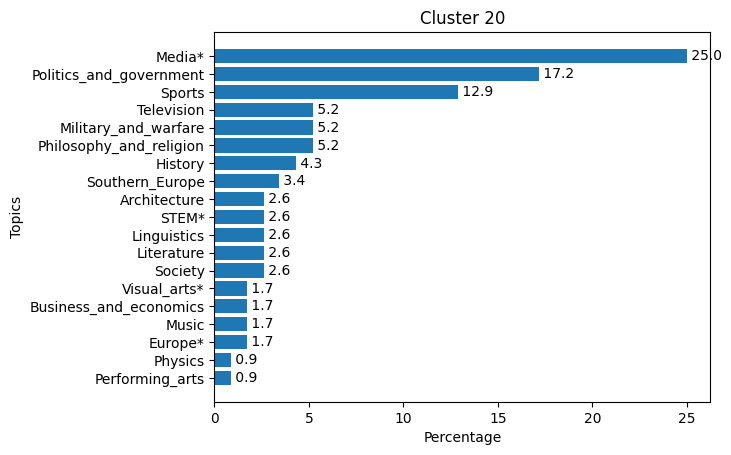 Cluster 20
Topics
Media* 25.0
Politics_and_government 17.2
Sports 12.9
Television 5.2
Military_and_warfare 5.2
Philosophy_and_religion 5.2
History 4.3
Southern_Europe 3.4
Architecture 2.6
STEM* 2.6
Linguistics 2.6
Literature 2.6
Society 2.6
Visual_arts* 1.7
Business_and_economics 1.7
Music 1.7
Europe* 1.7
Physics 0.9
Performing_arts 0.9
0 5 10 15 20 25
Percentage